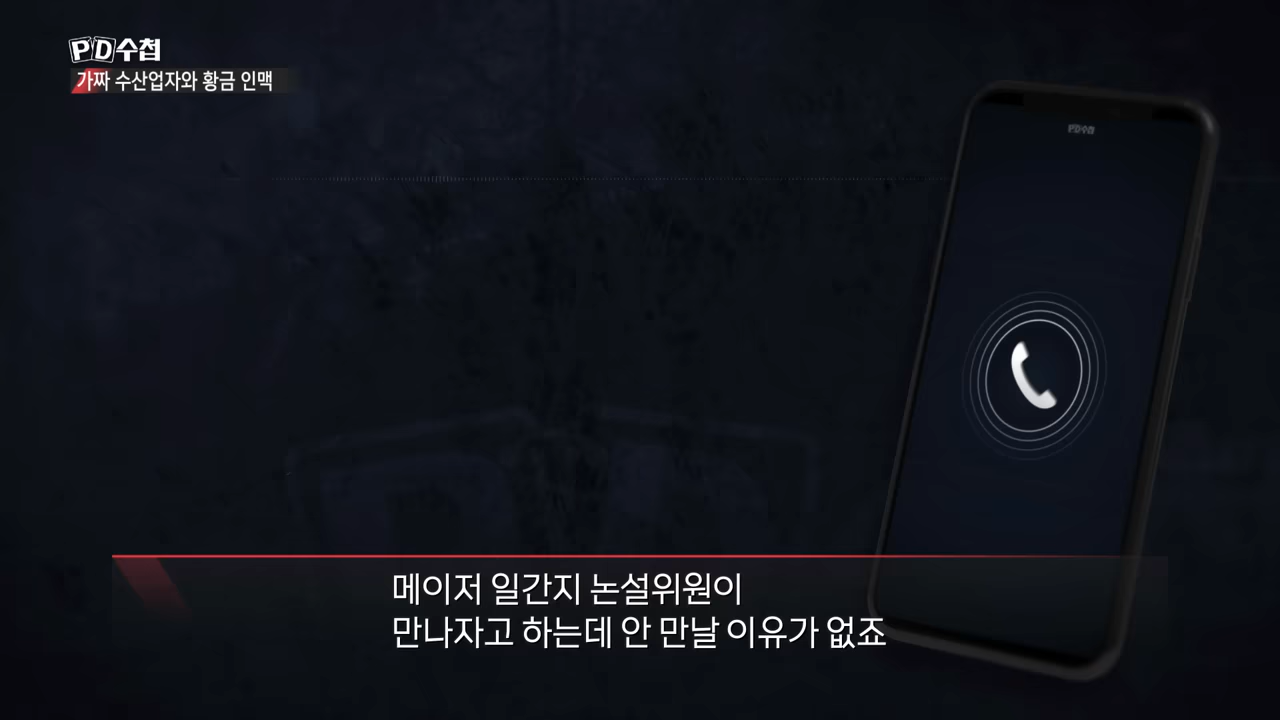 PD수첩
가짜 수산업자와 황금 인맥
PD수첩
메이저 일간지 논설위원이
만나자고 하는데 안 만날 이유가 없죠